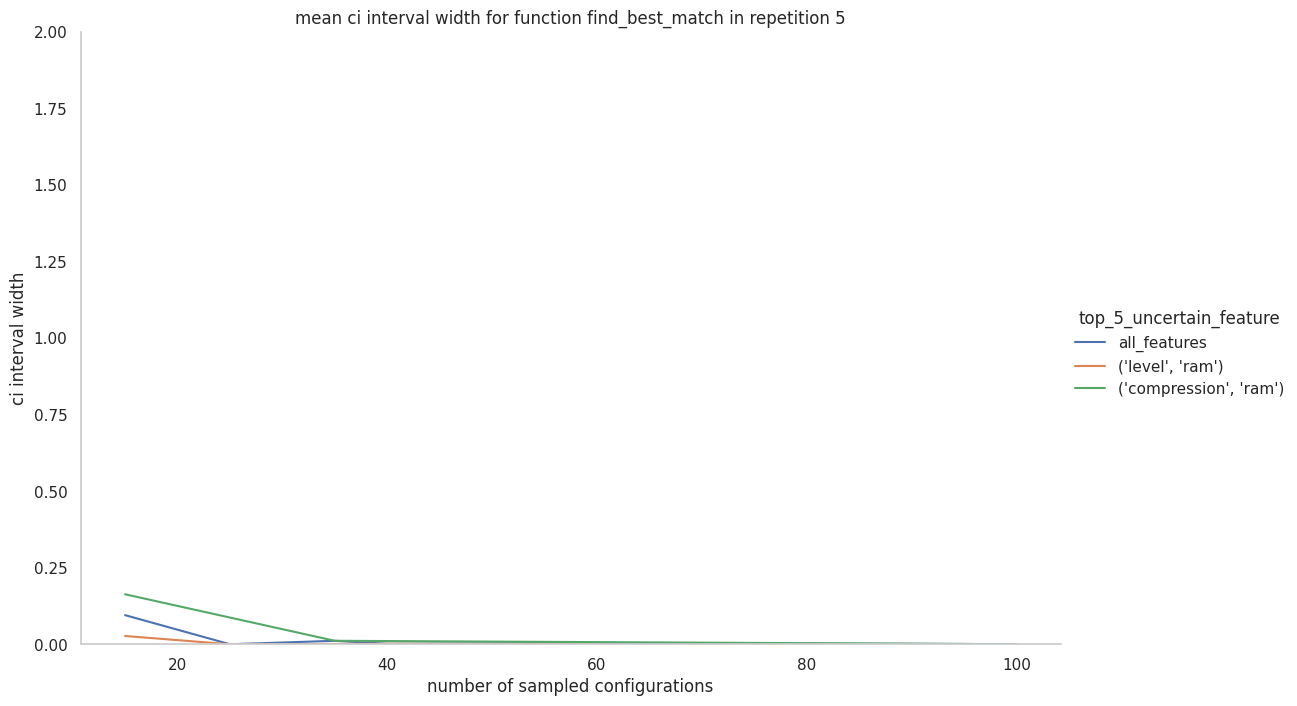 mean ci interval width for function find_best_match in repetition 5
2.00
1.75
1.50
1.25
1.00
0.75
0.50
0.25
0.00
ci interval width
20
40
60
80
100
number of sampled configurations
top_5_uncertain_feature
all_features
('level', 'ram')
('compression', 'ram')